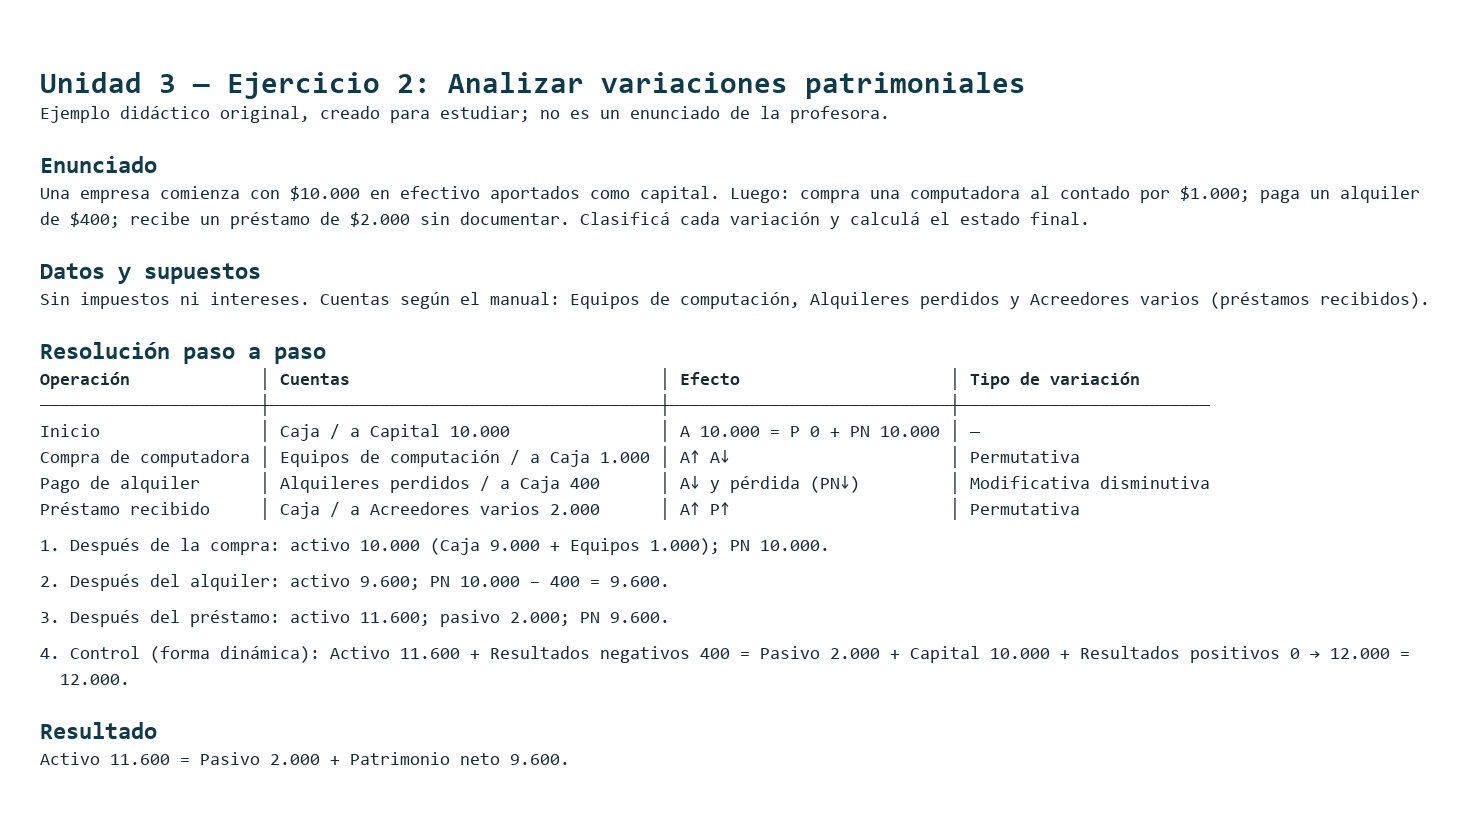 Unidad 3 — Ejercicio 2: Analizar variaciones patrimoniales
Ejemplo didáctico original, creado para estudiar; no es un enunciado de la profesora.
Enunciado
Una empresa comienza con $10.000 en efectivo aportados como capital. Luego: compra una computadora al contado por $1.000; paga un alquiler
de $400; recibe un préstamo de $2.000 sin documentar. Clasificá cada variación y calculá el estado final.
Datos y supuestos
Sin impuestos ni intereses. Cuentas según el manual: Equipos de computación, Alquileres perdidos y Acreedores varios (préstamos recibidos).
Resolución paso a paso
Operación │ Cuentas │ Efecto │ Tipo de variación
Inicio │ Caja / a Capital 10.000 │ A 10.000 = P 0 + PN 10.000 │ —
Compra de computadora │ Equipos de computación / a Caja 1.000 │ A↑ A↓ │ Permutativa
Pago de alquiler │ Alquileres perdidos / a Caja 400 │ A↓ y pérdida (PN↓) │ Modificativa disminutiva
Préstamo recibido │ Caja / a Acreedores varios 2.000 │ A↑ P↑ │ Permutativa
1. Después de la compra: activo 10.000 (Caja 9.000 + Equipos 1.000); PN 10.000.
2. Después del alquiler: activo 9.600; PN 10.000 − 400 = 9.600.
3. Después del préstamo: activo 11.600; pasivo 2.000; PN 9.600.
4. Control (forma dinámica): Activo 11.600 + Resultados negativos 400 = Pasivo 2.000 + Capital 10.000 + Resultados positivos 0 → 12.000 =
12.000.
Resultado
Activo 11.600 = Pasivo 2.000 + Patrimonio neto 9.600.